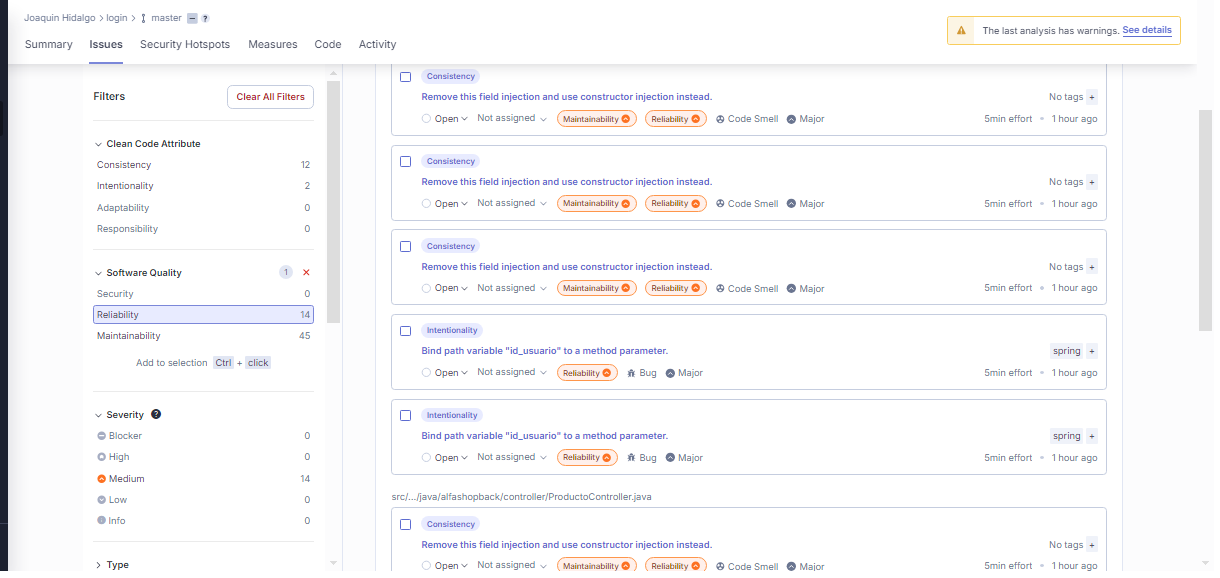 Joaquin Hidalgo > login > master ?
The last analysis has warnings. See details
Summary Issues Security Hotspots Measures Code Activity
Filters Clear All Filters
Clean Code Attribute
Consistency 12
Intentionality 2
Adaptability 0
Responsibility 0
Software Quality 1
Security 0
Reliability 14
Maintainability 45
Add to selection Ctrl + click
Severity ?
Blocker 0
High 0
Medium 14
Low 0
Info 0
Type
Consistency
Remove this field injection and use constructor injection instead. No tags +
Open Not assigned Maintainability Reliability Code Smell Major 5min effort • 1 hour ago
Consistency
Remove this field injection and use constructor injection instead. No tags +
Open Not assigned Maintainability Reliability Code Smell Major 5min effort • 1 hour ago
Consistency
Remove this field injection and use constructor injection instead. No tags +
Open Not assigned Maintainability Reliability Code Smell Major 5min effort • 1 hour ago
Intentionality
Bind path variable "id_usuario" to a method parameter. spring +
Open Not assigned Reliability Bug Major 5min effort • 1 hour ago
Intentionality
Bind path variable "id_usuario" to a method parameter. spring +
Open Not assigned Reliability Bug Major 5min effort • 1 hour ago
src/.../java/alfashopback/controller/ProductoController.java
Consistency
Remove this field injection and use constructor injection instead. No tags +
Open Not assigned Maintainability Reliability Code Smell Major 5min effort • 1 hour ago